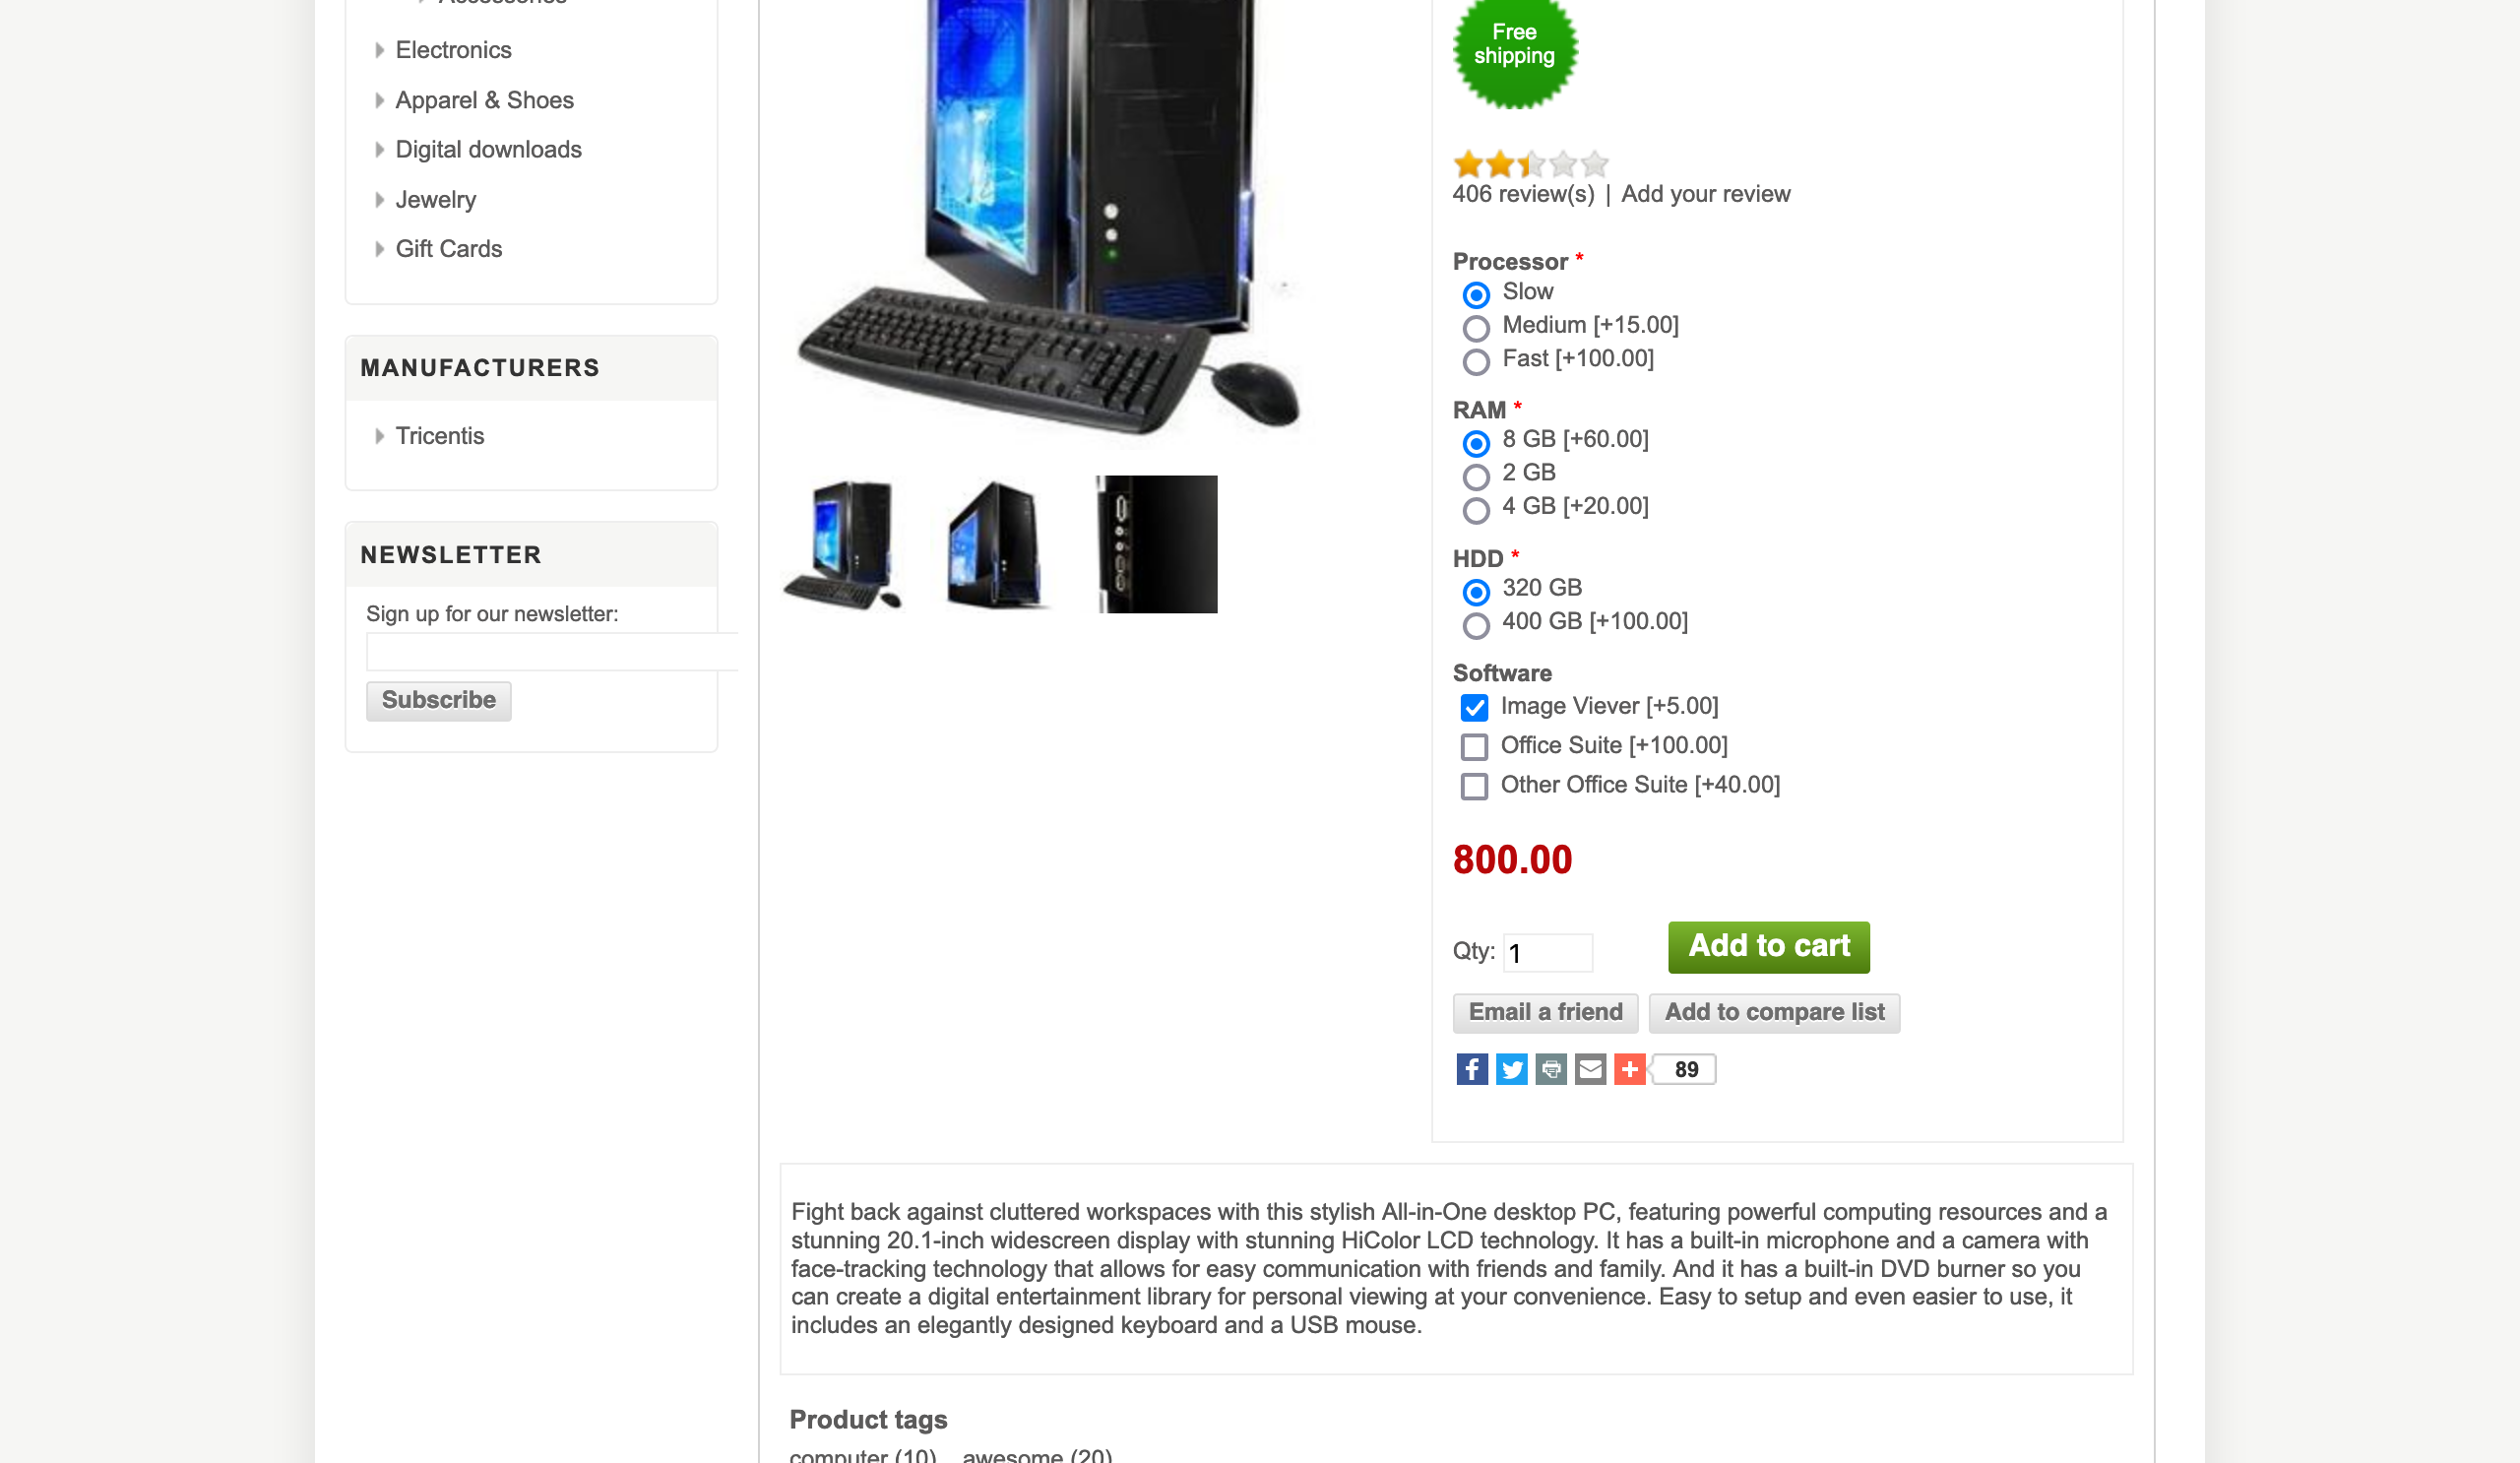 Electronics
Apparel & Shoes
Digital downloads
Jewelry
Gift Cards
MANUFACTURERS
Tricentis
NEWSLETTER
Sign up for our newsletter:
Subscribe
Free
shipping
406 review(s) | Add your review
Processor *
Slow
Medium [+15.00]
Fast [+100.00]
RAM *
8 GB [+60.00]
2 GB
4 GB [+20.00]
HDD *
320 GB
400 GB [+100.00]
Software
Image Viever [+5.00]
Office Suite [+100.00]
Other Office Suite [+40.00]
800.00
Qty: 1 Add to cart
Email a friend Add to compare list
89
Fight back against cluttered workspaces with this stylish All-in-One desktop PC, featuring powerful computing resources and a
stunning 20.1-inch widescreen display with stunning HiColor LCD technology. It has a built-in microphone and a camera with
face-tracking technology that allows for easy communication with friends and family. And it has a built-in DVD burner so you
can create a digital entertainment library for personal viewing at your convenience. Easy to setup and even easier to use, it
includes an elegantly designed keyboard and a USB mouse.
Product tags
computer (10) awesome (20)